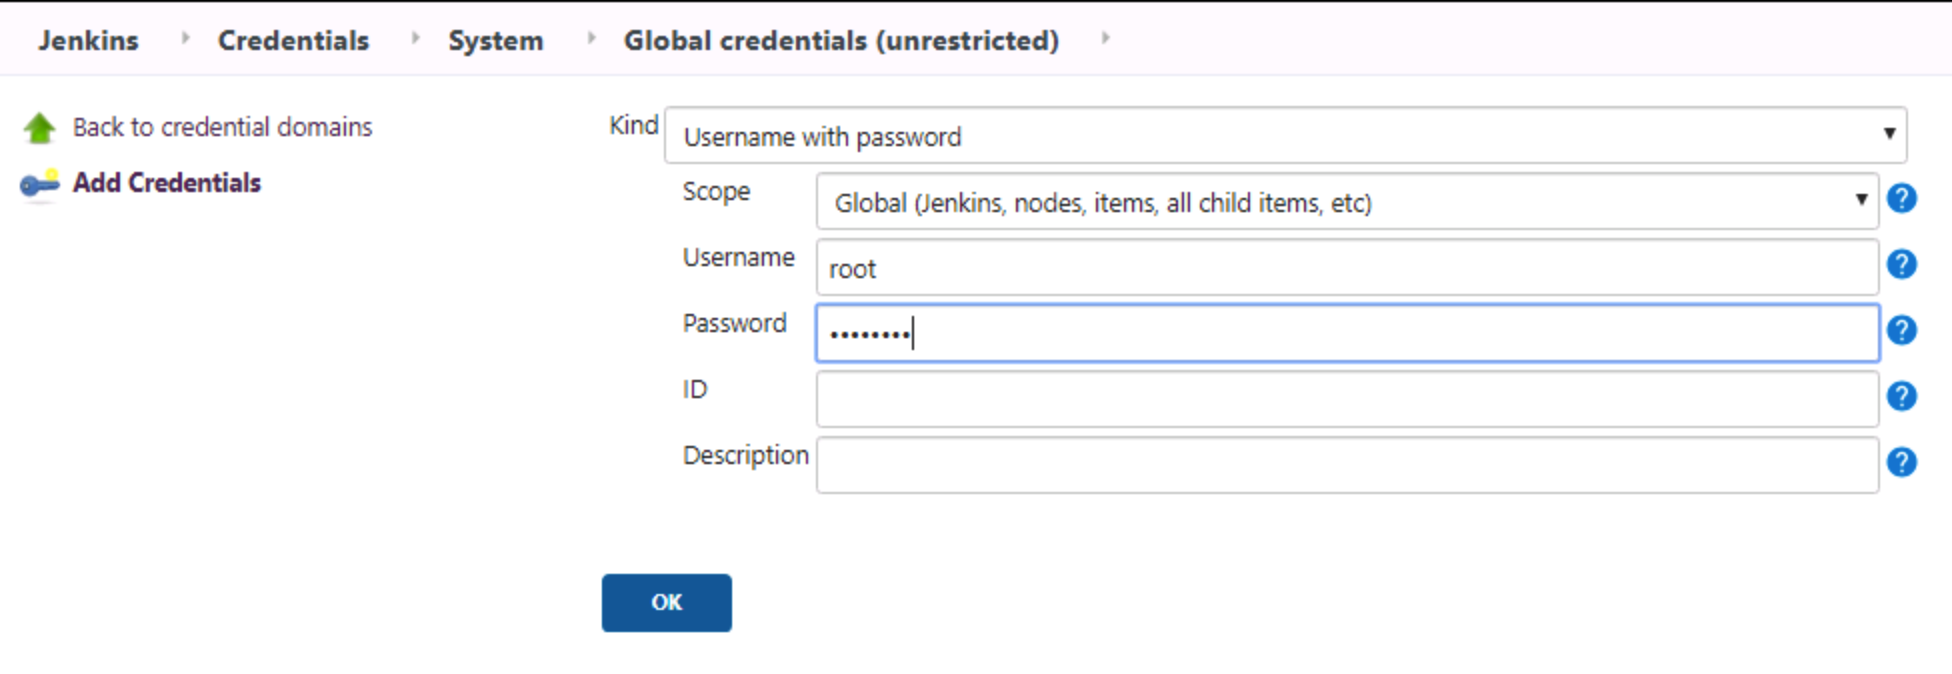 Jenkins Credentials System Global credentials (unrestricted)
Back to credential domains
Add Credentials
Kind Username with password
Scope Global (Jenkins, nodes, items, all child items, etc)
Username root
Password ••••••••
ID
Description
OK